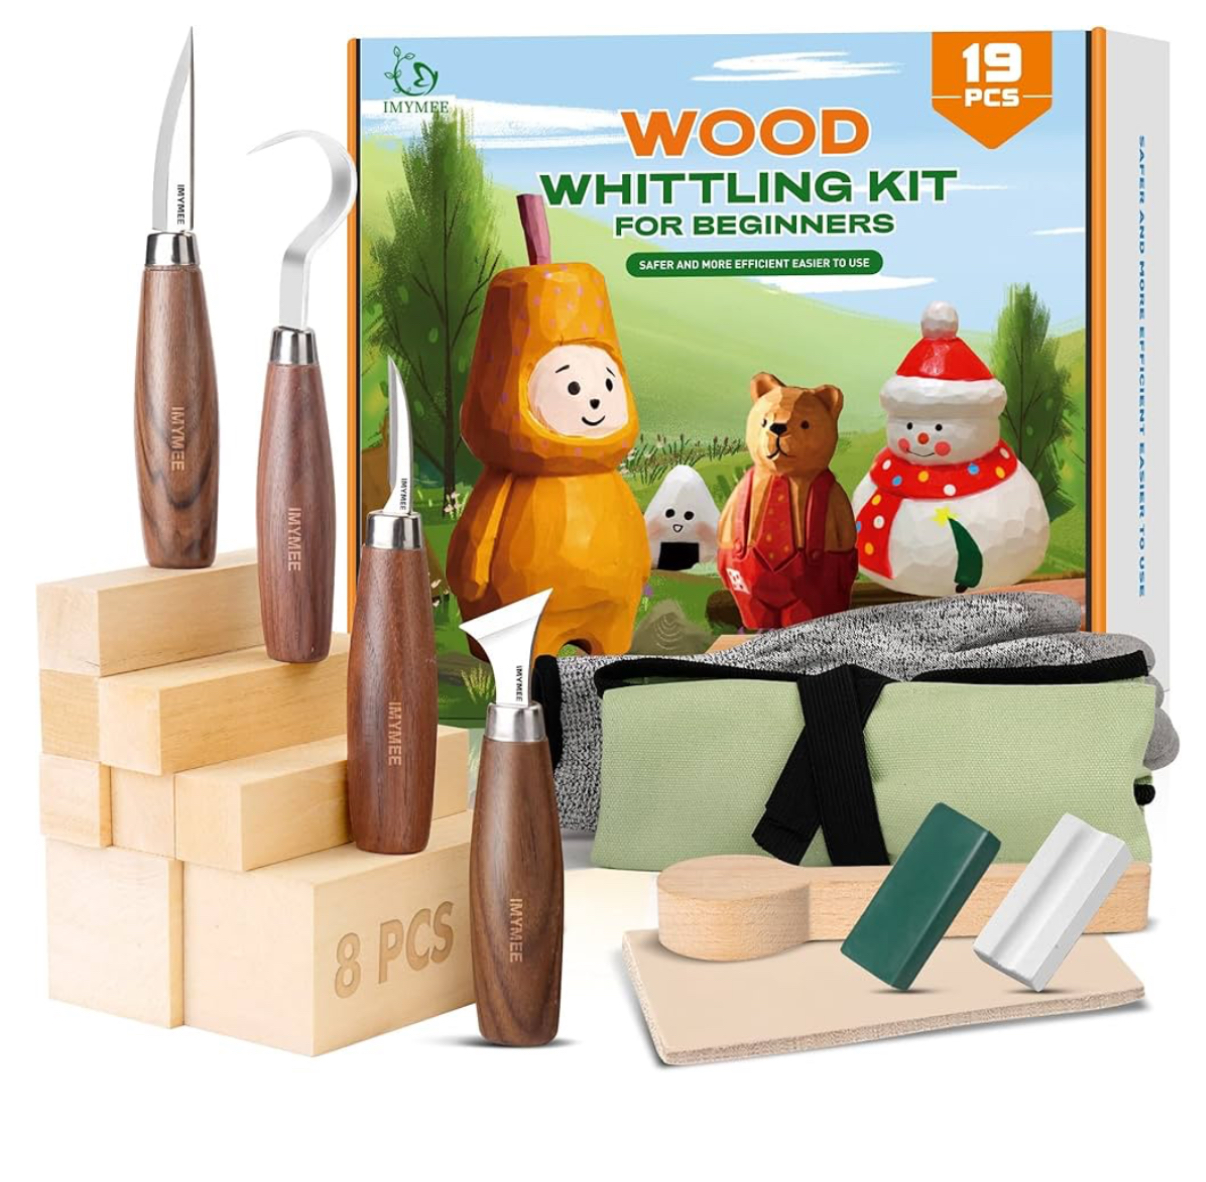 IMYMEE
19
PCS
WOOD
WHITTLING KIT
FOR BEGINNERS
SAFER AND MORE EFFICIENT EASIER TO USE
SAFER AND MORE EFFICIENT EASIER TO USE
IMYMEE
IMYMEE
IMYMEE
IMYMEE
IMYMEE
IMYMEE
IMYMEE
8 PCS